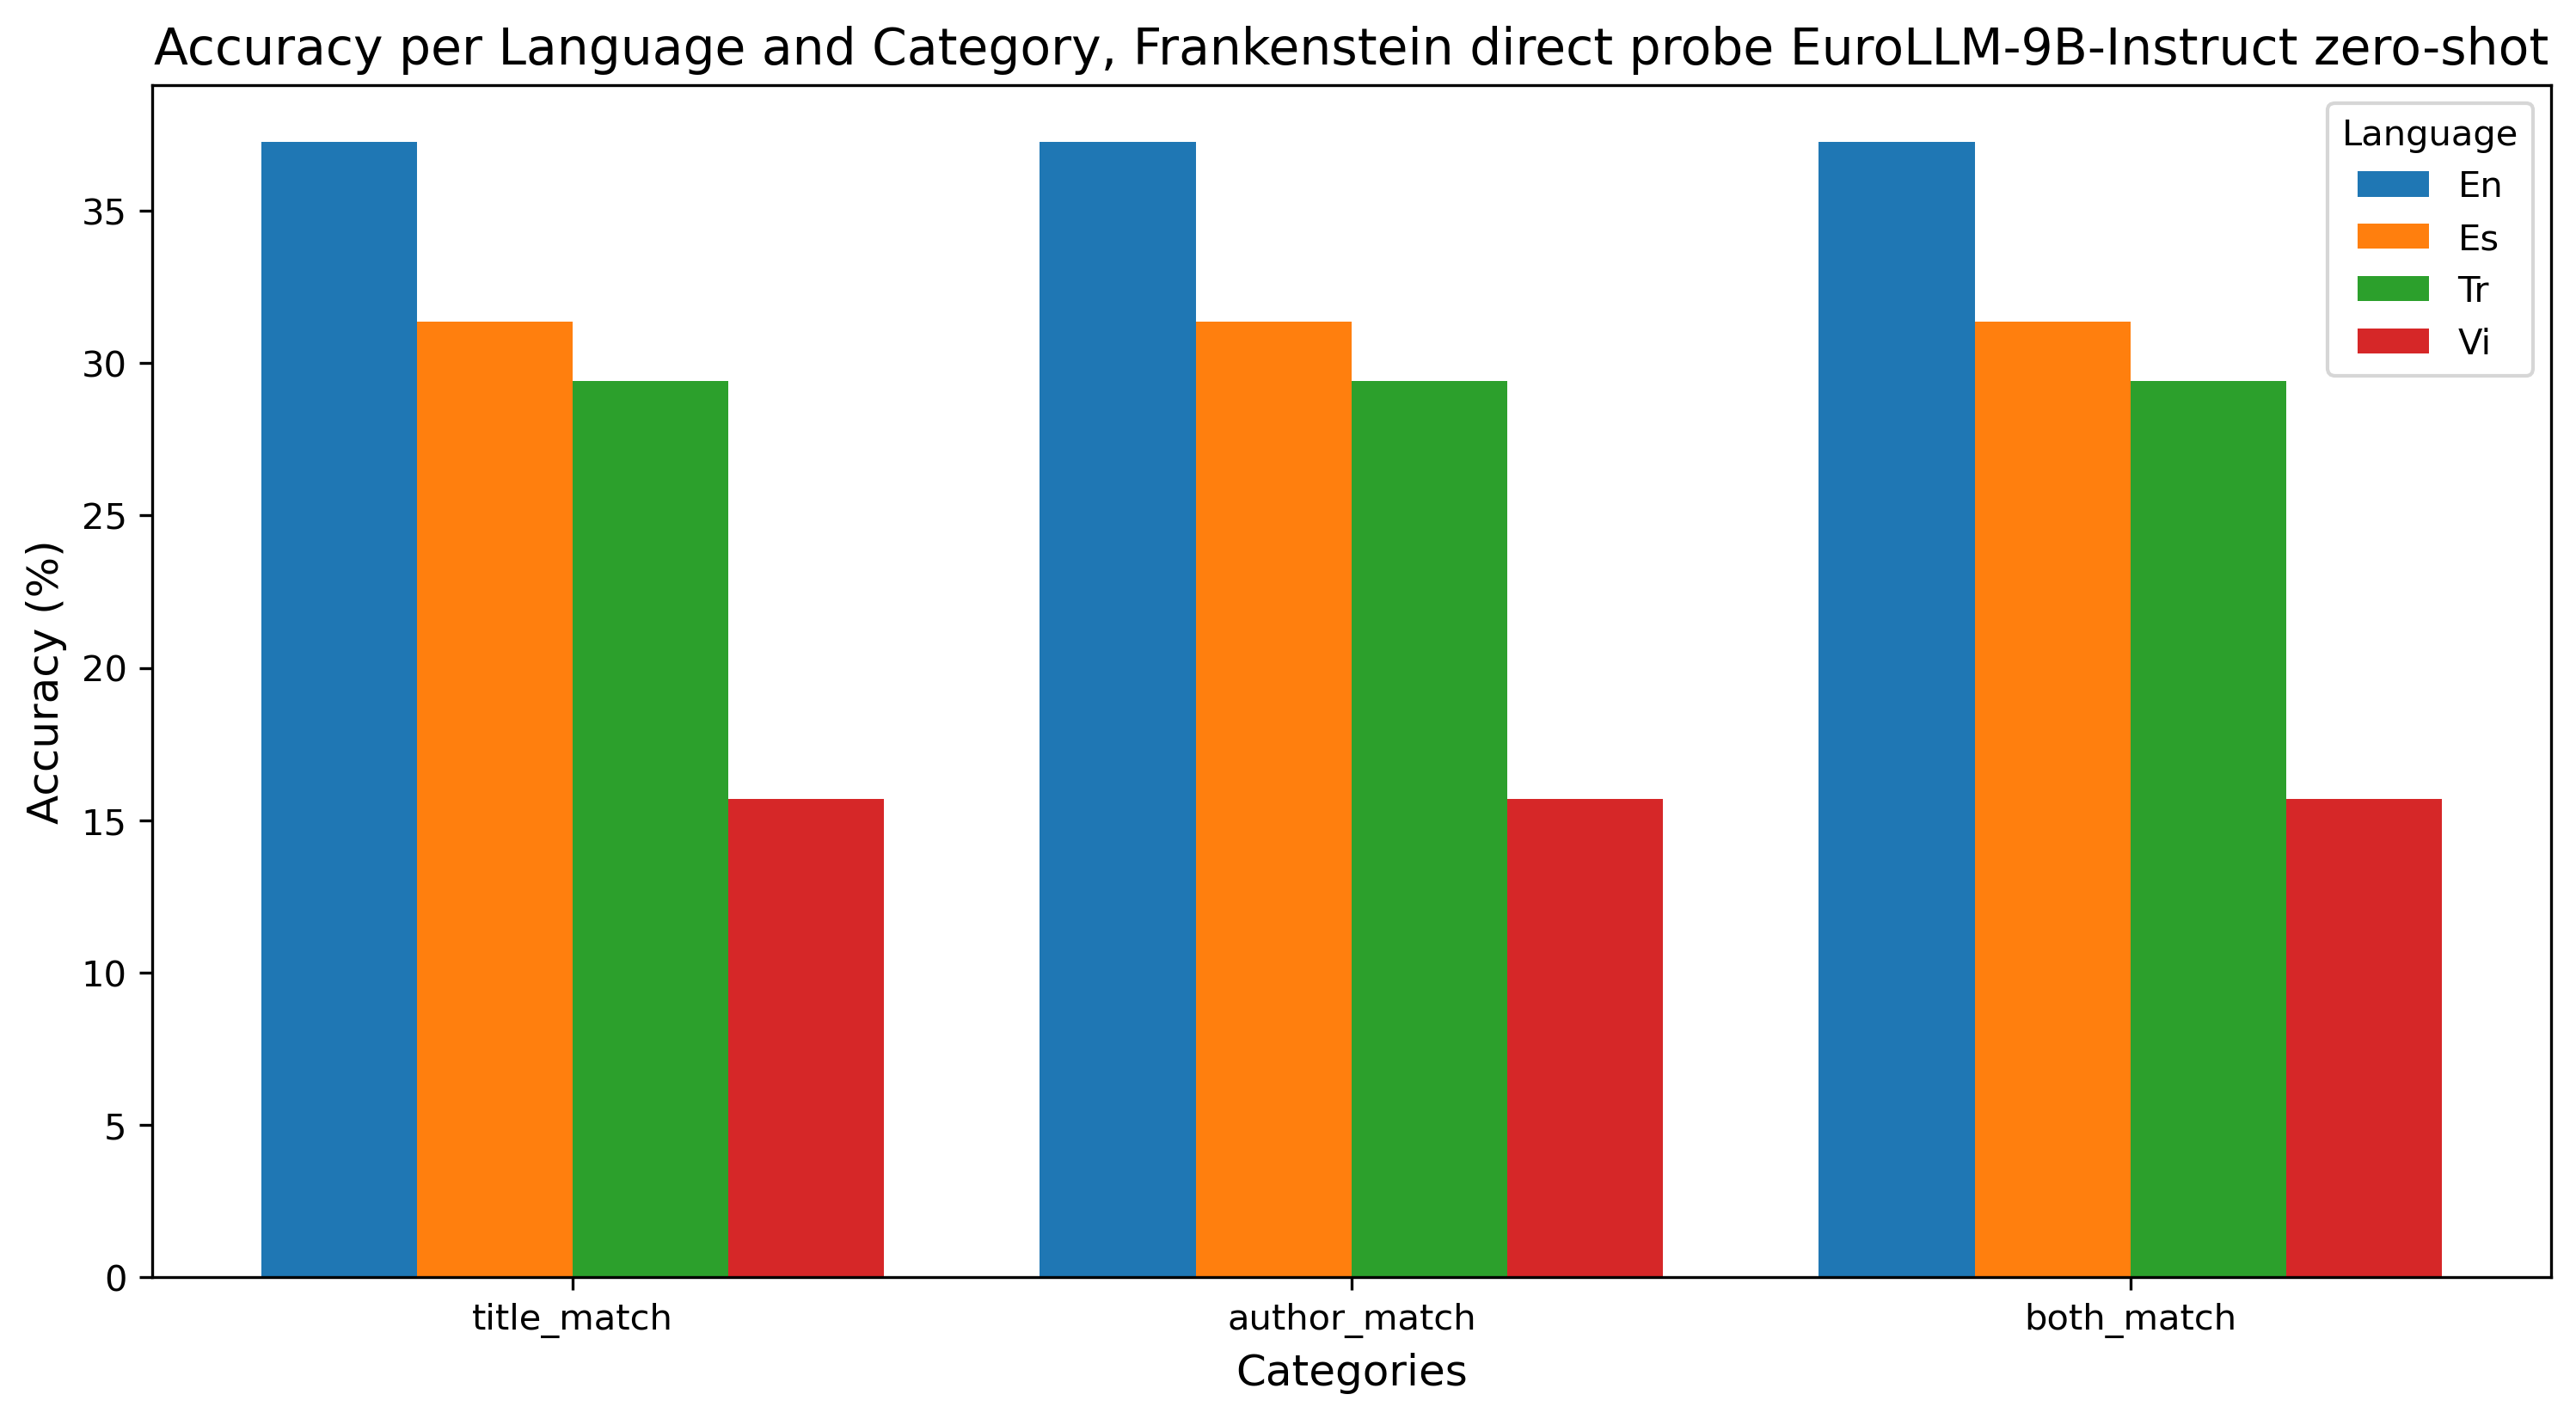 Accuracy per Language and Category, Frankenstein direct probe EuroLLM-9B-Instruct zero-shot
Language
En
Es
Tr
Vi
Accuracy (%)
35
30
25
20
15
10
5
0
title_match author_match both_match
Categories